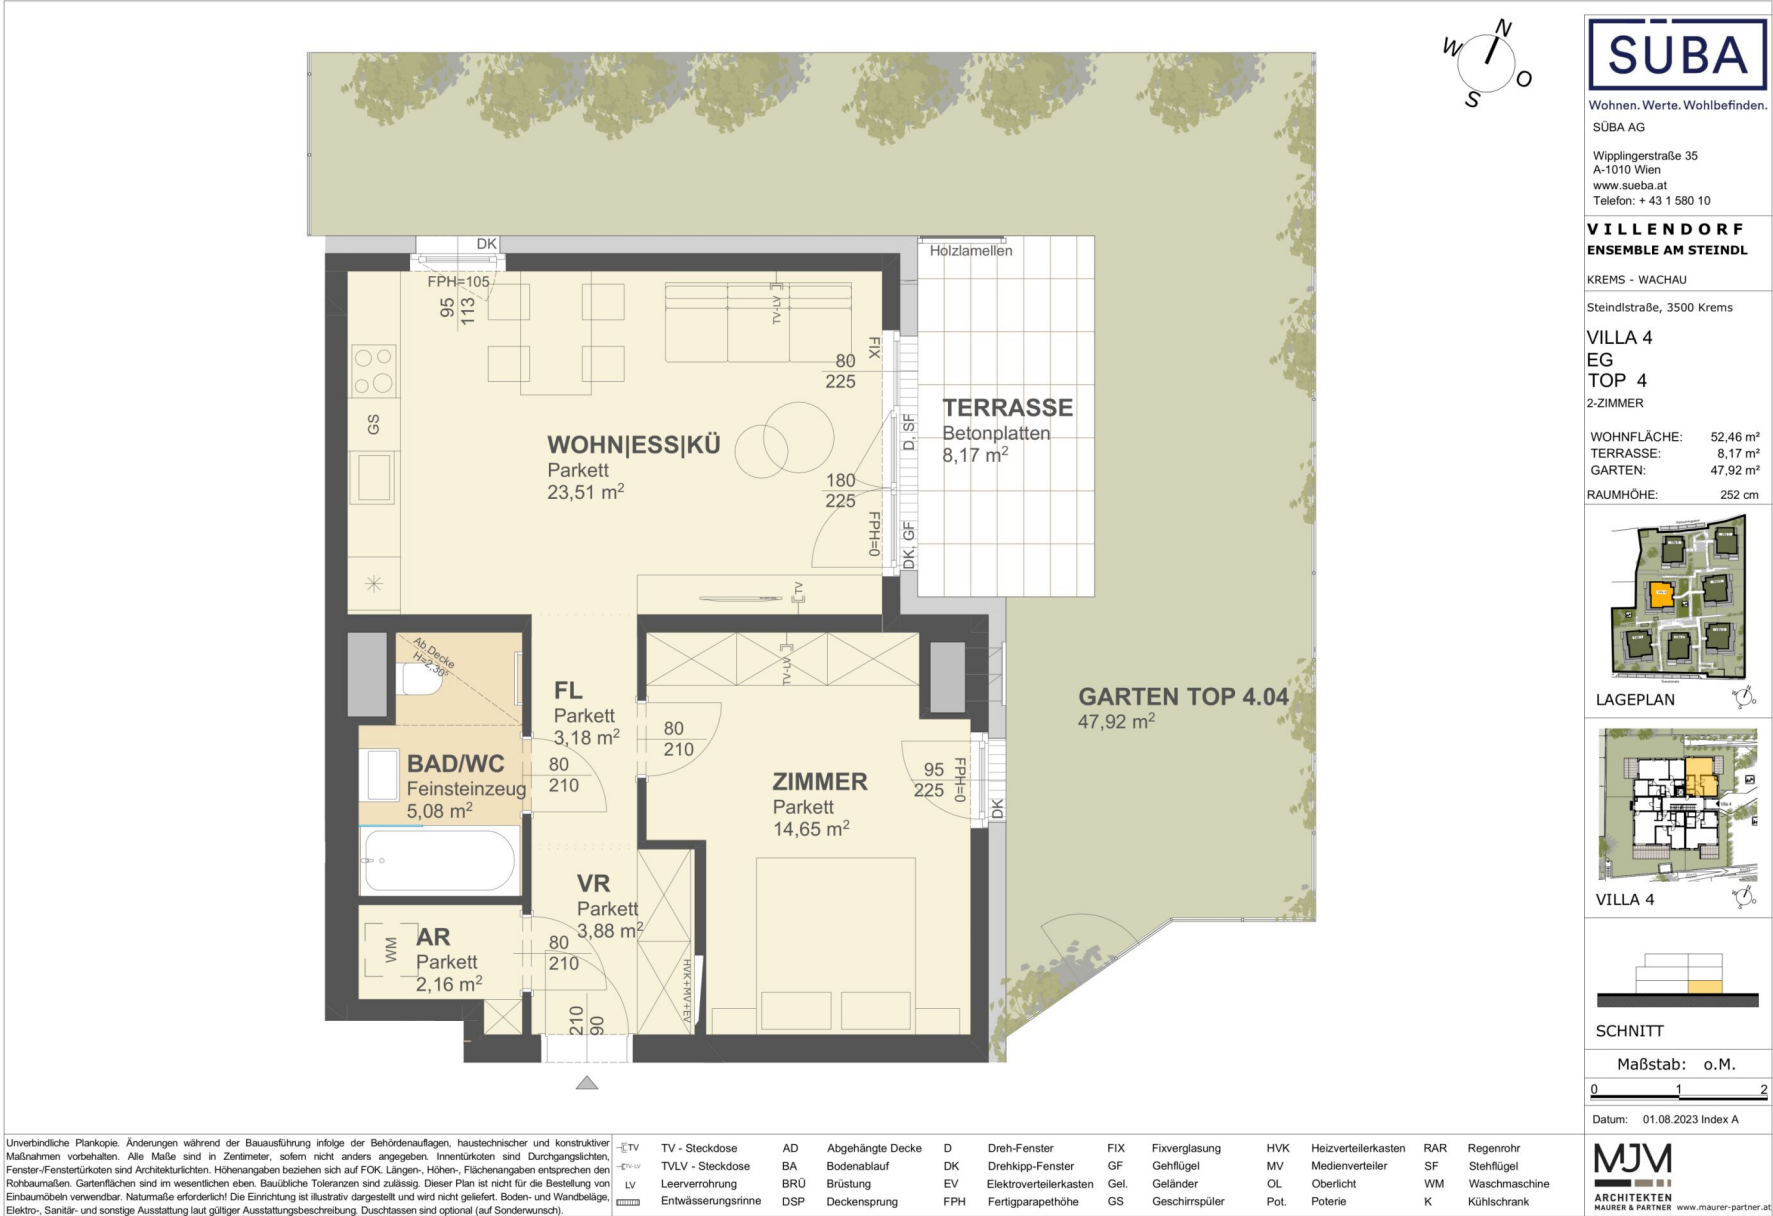 N
W
O
S
DK
FPH=105
95
113
TV-LV
FIX
80
225
Holzlamellen
GS
WOHN|ESS|KÜ
Parkett
23,51 m²
D, SF
TERRASSE
Betonplatten
8,17 m²
180
225
FPH=0
DK, GF
TV
Ab.Decke
H=2,30⁵
TV-LV
FL
Parkett
3,18 m²
80
210
GARTEN TOP 4.04
47,92 m²
BAD/WC
Feinsteinzeug
5,08 m²
80
210
ZIMMER
Parkett
14,65 m²
95
225
FPH=0
DK
VR
Parkett
3,88 m²
WM
AR
Parkett
2,16 m²
80
210
HVK+MV+EV
210
90
SÜBA
Wohnen. Werte. Wohlbefinden.
SÜBA AG
Wipplingerstraße 35
A-1010 Wien
www.sueba.at
Telefon: + 43 1 580 10
VILLENDORF
ENSEMBLE AM STEINDL
KREMS - WACHAU
Steindlstraße, 3500 Krems
VILLA 4
EG
TOP 4
2-ZIMMER
WOHNFLÄCHE: 52,46 m²
TERRASSE: 8,17 m²
GARTEN: 47,92 m²
RAUMHÖHE: 252 cm
LAGEPLAN
VILLA 4
SCHNITT
Maßstab: o.M.
0 1 2
Datum: 01.08.2023 Index A
MJM
ARCHITEKTEN
MAURER & PARTNER www.maurer-partner.at
Unverbindliche Plankopie. Änderungen während der Bauausführung infolge der Behördenauflagen, haustechnischer und konstruktiver
Maßnahmen vorbehalten. Alle Maße sind in Zentimeter, sofern nicht anders angegeben. Innentürkoten sind Durchgangslichten,
Fenster-/Fenstertürkoten sind Architekturlichten. Höhenangaben beziehen sich auf FOK. Längen-, Höhen-, Flächenangaben entsprechen den
Rohbaumaßen. Gartenflächen sind im wesentlichen eben. Bauübliche Toleranzen sind zulässig. Dieser Plan ist nicht für die Bestellung von
Einbaumöbeln verwendbar. Naturmaße erforderlich! Die Einrichtung ist illustrativ dargestellt und wird nicht geliefert. Boden- und Wandbeläge,
Elektro-, Sanitär- und sonstige Ausstattung laut gültiger Ausstattungsbeschreibung. Duschtassen sind optional (auf Sonderwunsch).
TV TV - Steckdose
TV-LV TVLV - Steckdose
LV Leerverrohrung
Entwässerungsrinne
AD Abgehängte Decke
BA Bodenablauf
BRÜ Brüstung
DSP Deckensprung
D Dreh-Fenster
DK Drehkipp-Fenster
EV Elektroverteilerkasten
FPH Fertigparapethöhe
FIX Fixverglasung
GF Gehflügel
Gel. Geländer
GS Geschirrspüler
HVK Heizverteilerkasten
MV Medienverteiler
OL Oberlicht
Pot. Poterie
RAR Regenrohr
SF Stehflügel
WM Waschmaschine
K Kühlschrank